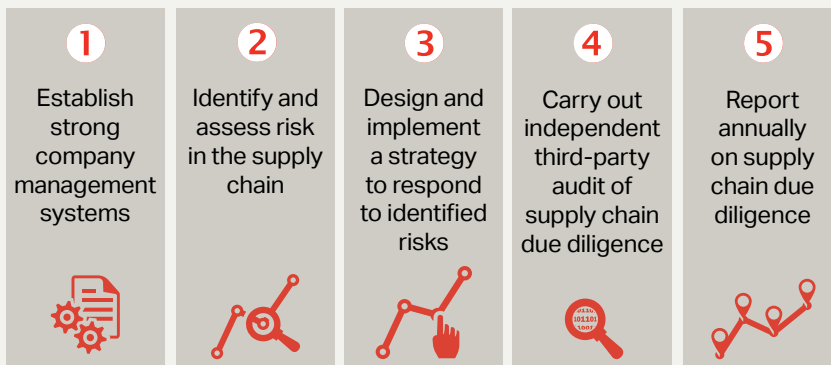 1
Establish
strong
company
management
systems
2
Identify and
assess risk
in the supply
chain
3
Design and
implement
a strategy
to respond
to identified
risks
4
Carry out
independent
third-party
audit of
supply chain
due diligence
101101
5
Report
annually
on supply
chain due
diligence